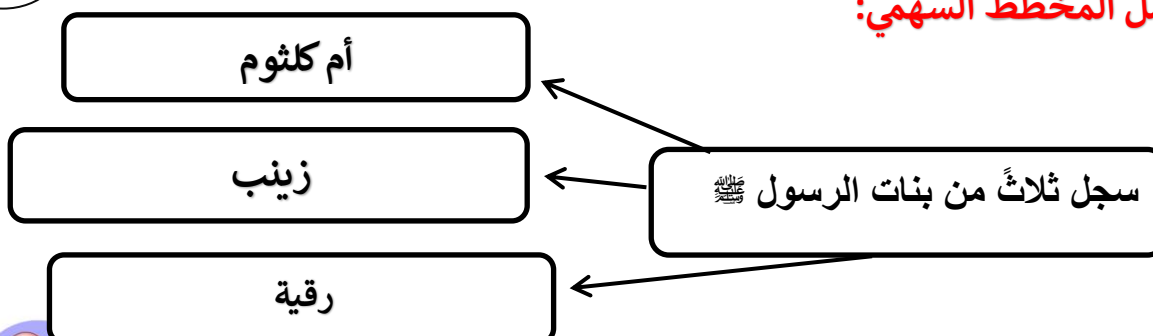 المخطط السهمي:
أم كلثوم
زينب
سجل ثلاثً من بنات الرسول ﷺ
رقية